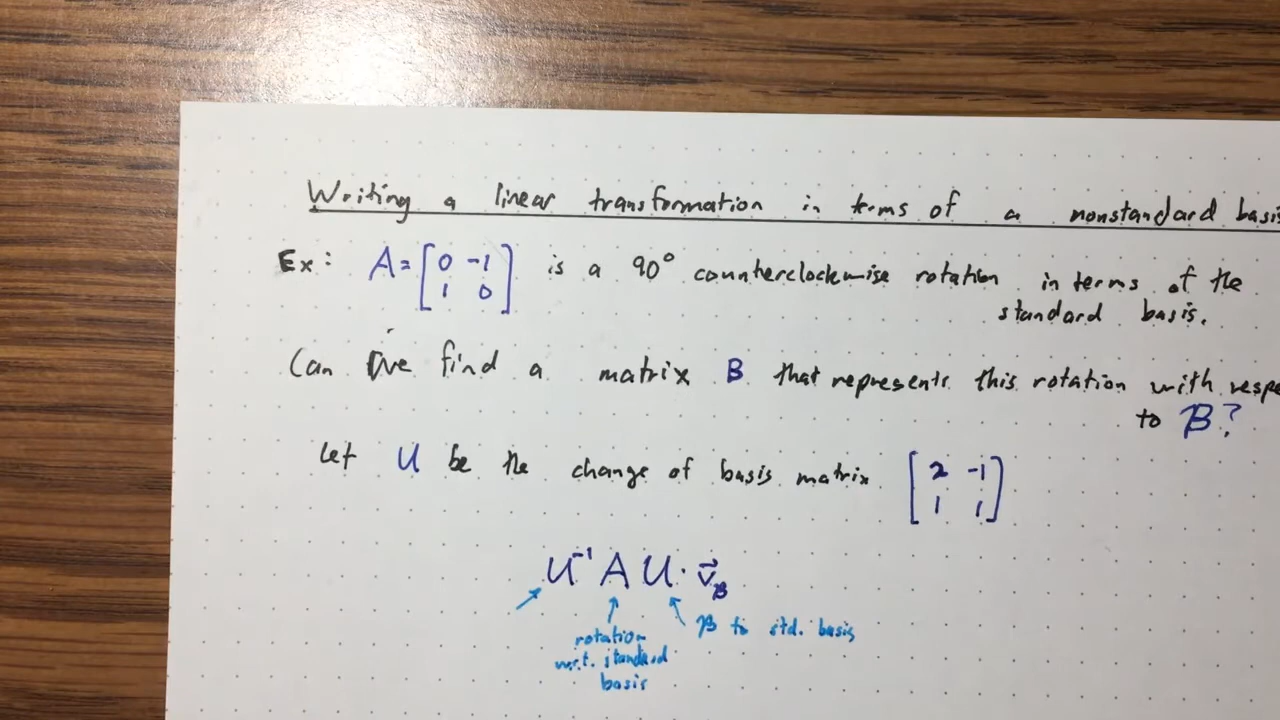 Writing a linear transformation in terms of a nonstandard basis
Ex: A = [0 -1
1 0] is a 90° counterclockwise rotation in terms of the
standard basis.
Can we find a matrix B that represents this rotation with respe
to ℬ?
Let U be the change of basis matrix [2 -1
1 1]
U⁻¹ A U · v⃗_ℬ
ℬ to std. basis
rotation
w.r.t. standard
basis